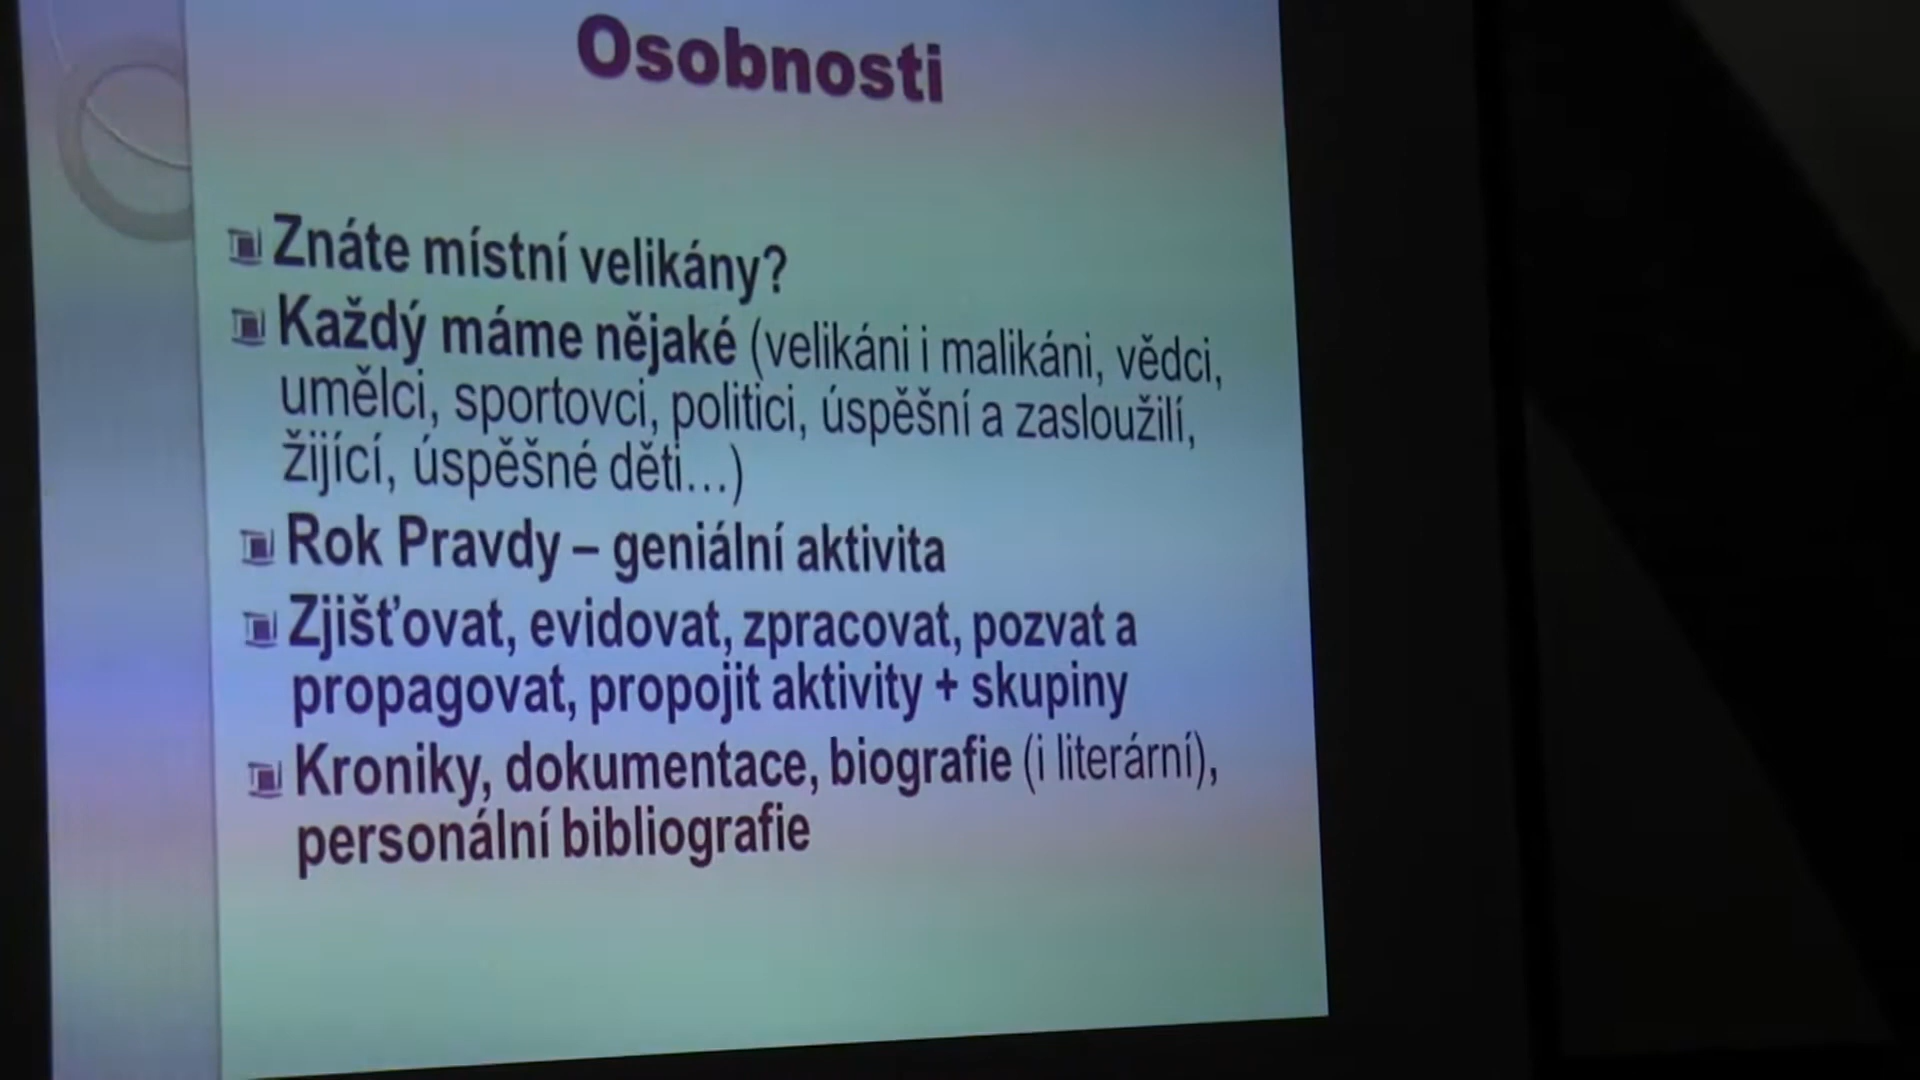 Osobnosti
Znáte místní velikány?
Každý máme nějaké (velikáni i malikáni, vědci,
umělci, sportovci, politici, úspěšní a zasloužilí,
žijící, úspěšné děti...)
Rok Pravdy – geniální aktivita
Zjišťovat, evidovat, zpracovat, pozvat a
propagovat, propojit aktivity + skupiny
Kroniky, dokumentace, biografie (i literární),
personální bibliografie